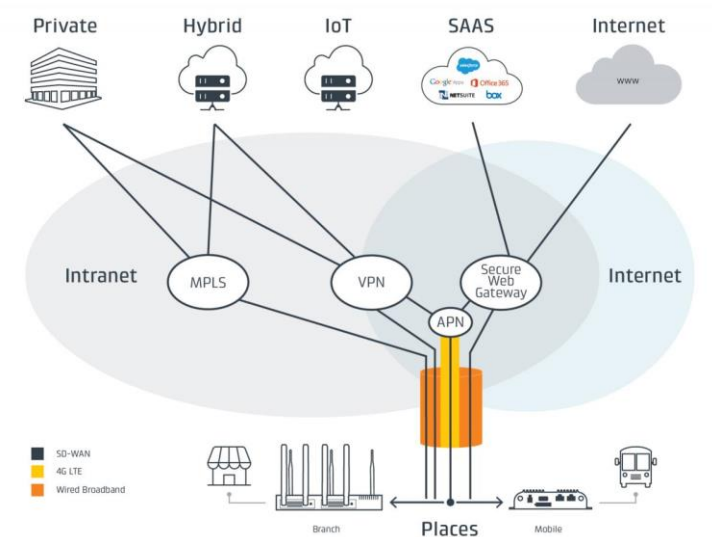 Private
Hybrid
IoT
SAAS
Internet
salesforce
Google Apps
Office 365
NETSUITE
box
www
Intranet
MPLS
VPN
Secure
Web
Gateway
Internet
APN
SD-WAN
4G LTE
Wired Broadband
Branch
Places
Mobile